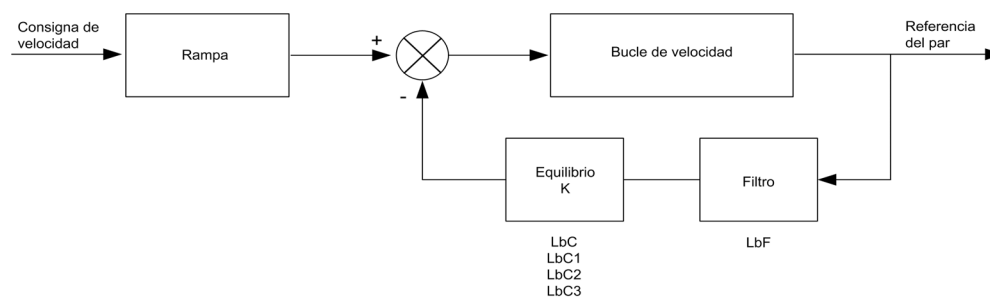 Consigna de
velocidad
Rampa
+
-
Bucle de velocidad
Referencia
del par
Equilibrio
K
Filtro
LbC
LbC1
LbC2
LbC3
LbF